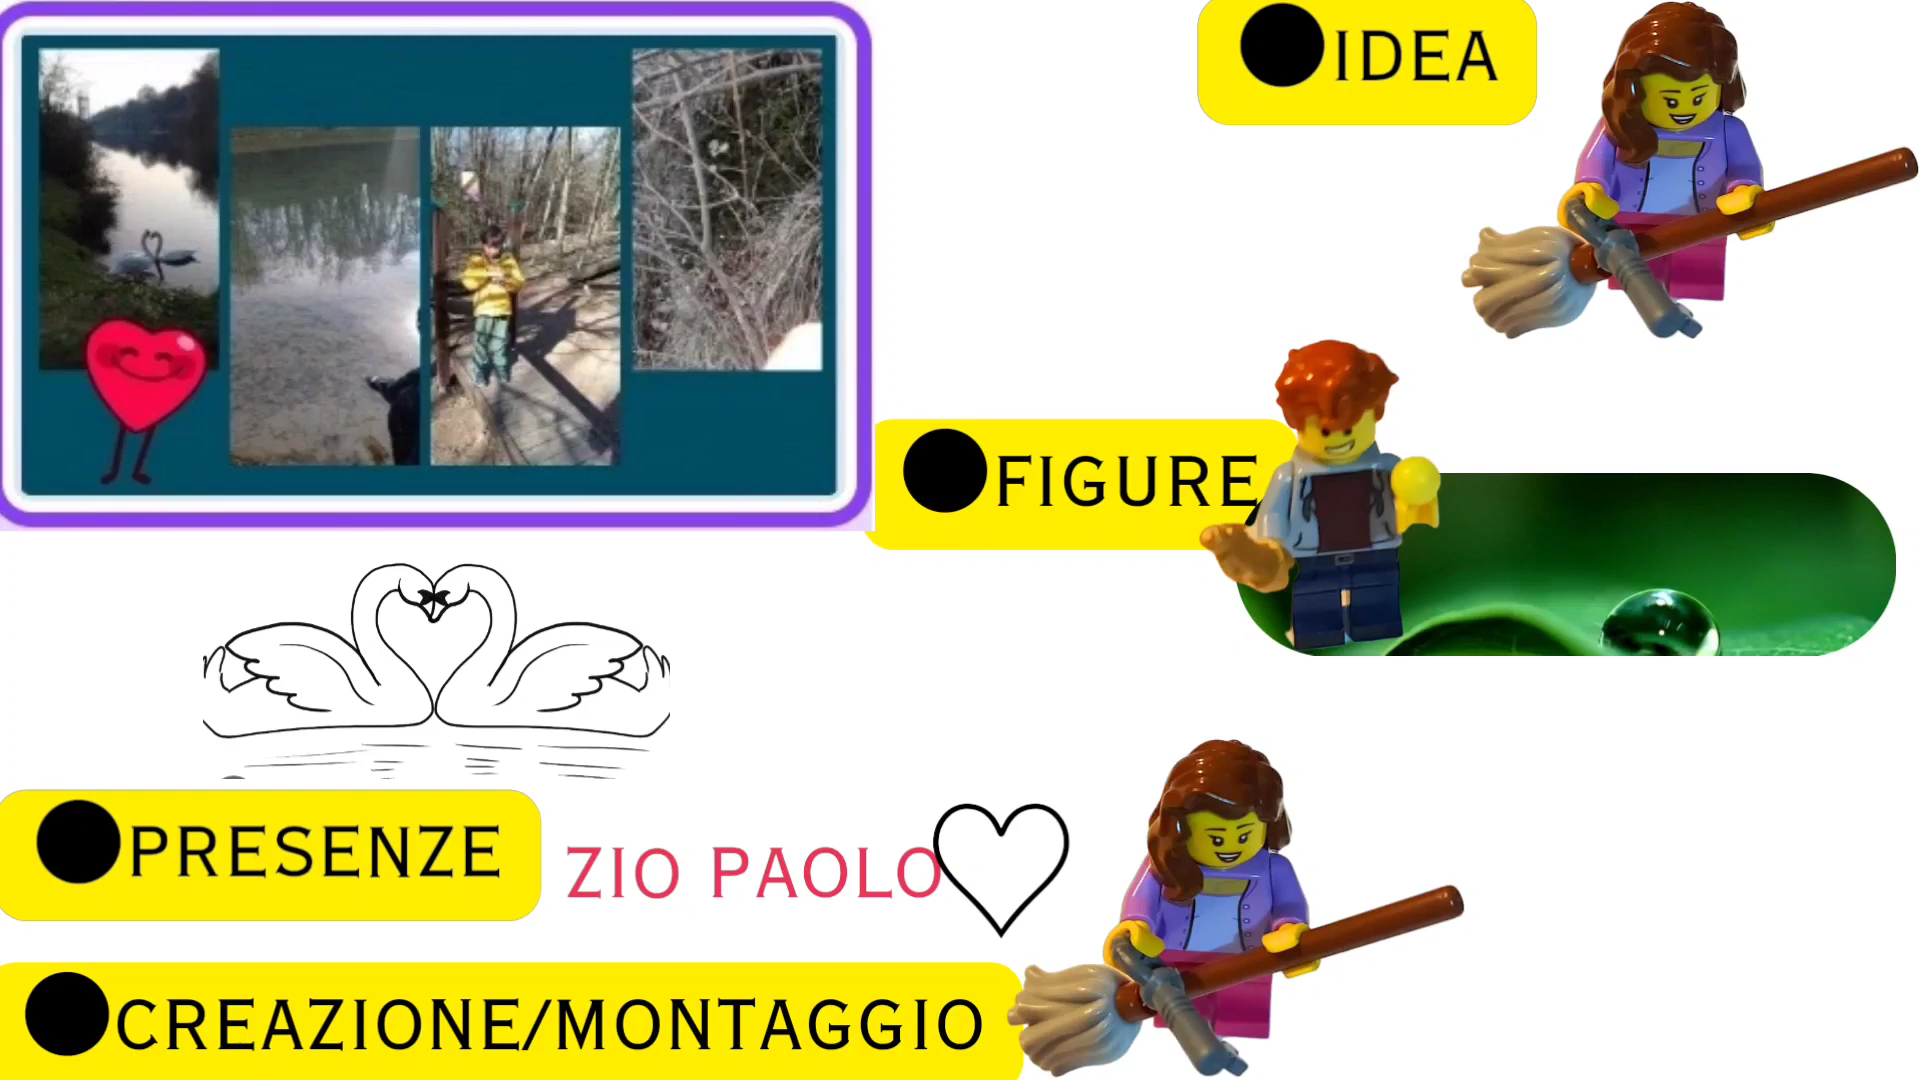 IDEA
FIGURE
PRESENZE
ZIO PAOLO
CREAZIONE/MONTAGGIO